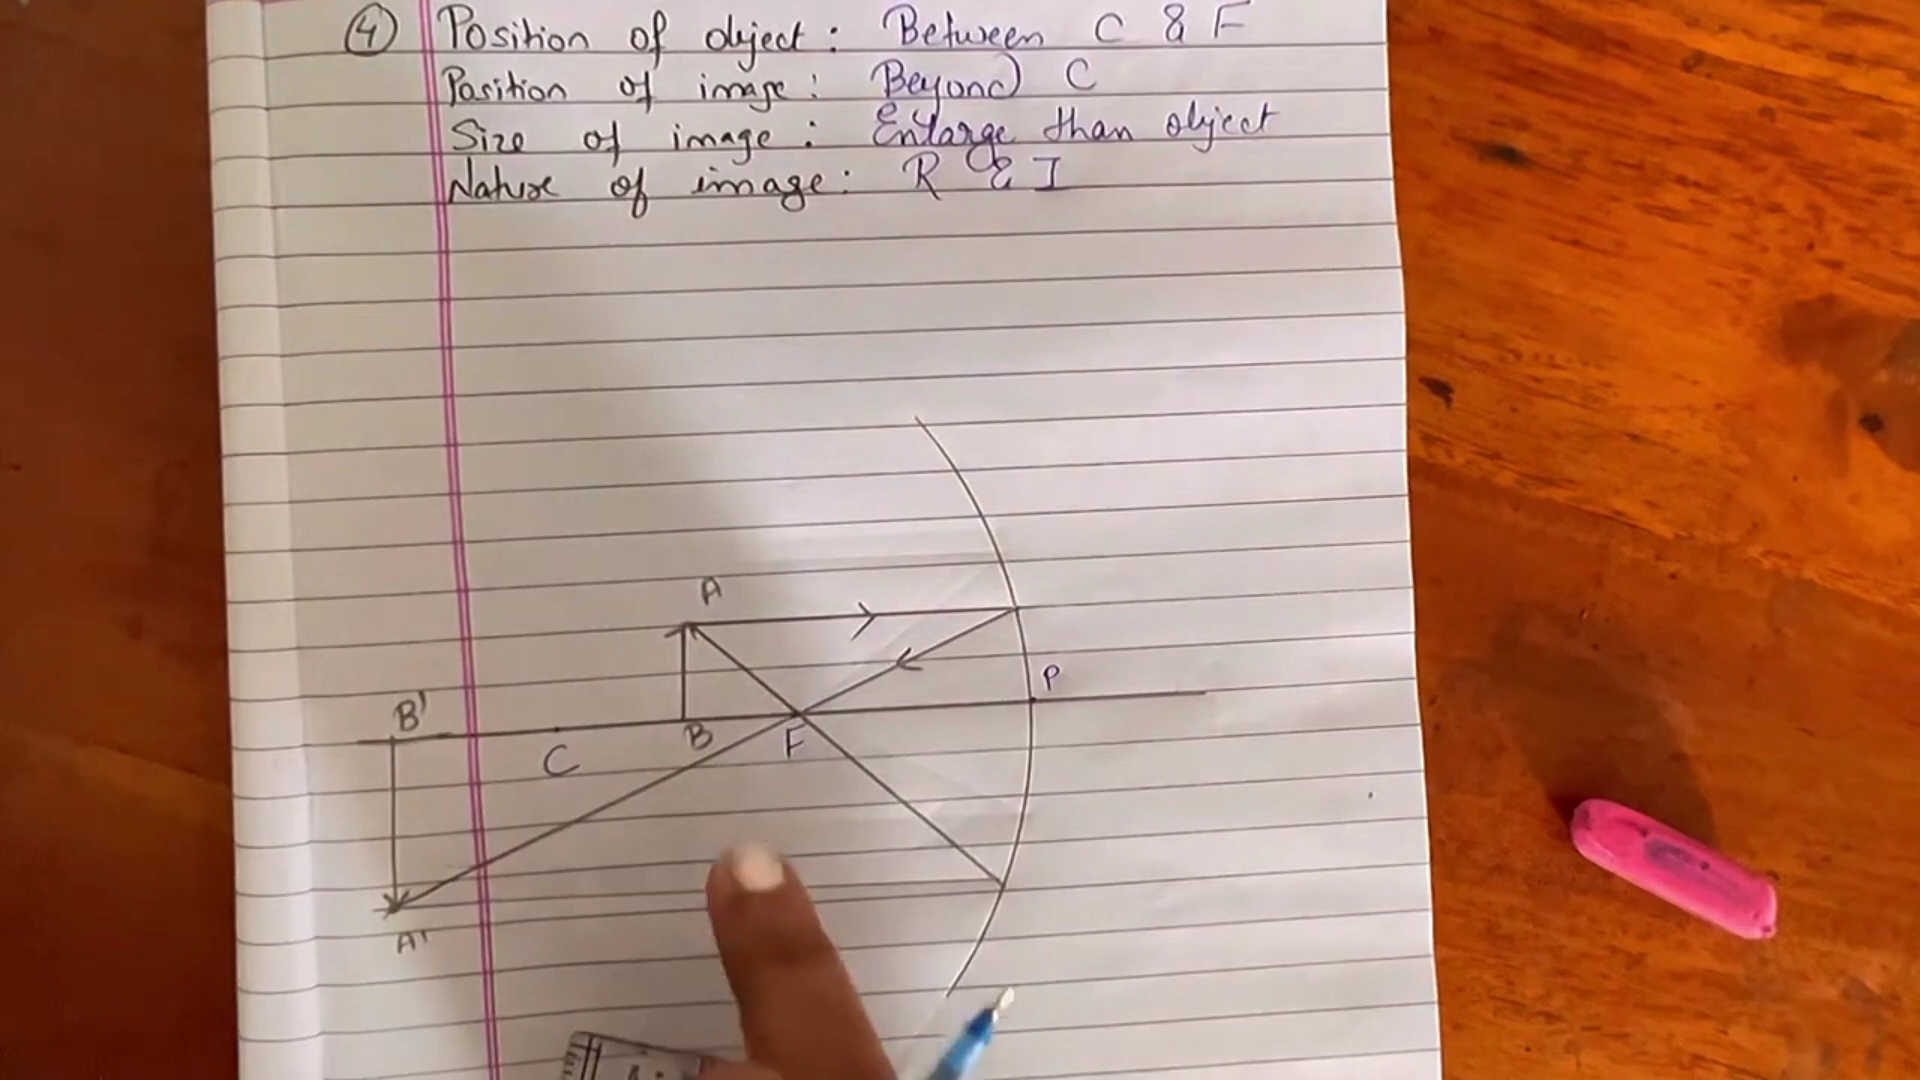 4 Position of object: Between C & F
Position of image: Beyond C
Size of image: Enlarge than object
Nature of image: R & I
A
P
B'
B
F
C
A'